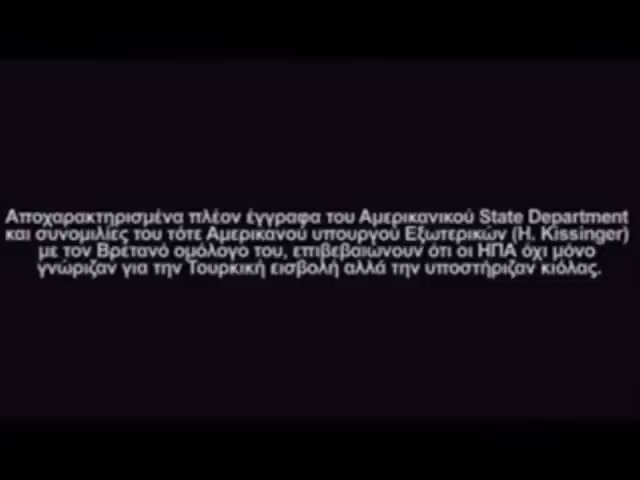 Αποχαρακτηρισμένα πλέον έγγραφα του Αμερικανικού State Department
και συνομιλίες του τότε Αμερικανού υπουργού Εξωτερικών (H. Kissinger)
με τον Βρετανό ομόλογο του, επιβεβαιώνουν ότι οι ΗΠΑ όχι μόνο
γνώριζαν για την Τουρκική εισβολή αλλά την υποστήριζαν κιόλας.